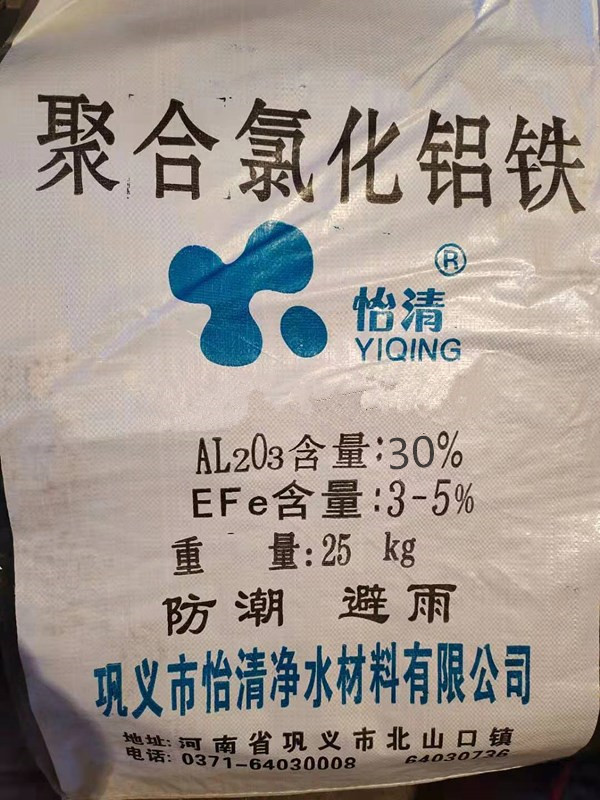 聚合氯化铝铁
®
怡清
YIQING
AL2O3含量:30%
EFe含量:3-5%
重 量:25 kg
防潮 避雨
巩义市怡清净水材料有限公司
地址:河南省巩义市北山口镇
电话:0371-64030008 64030736